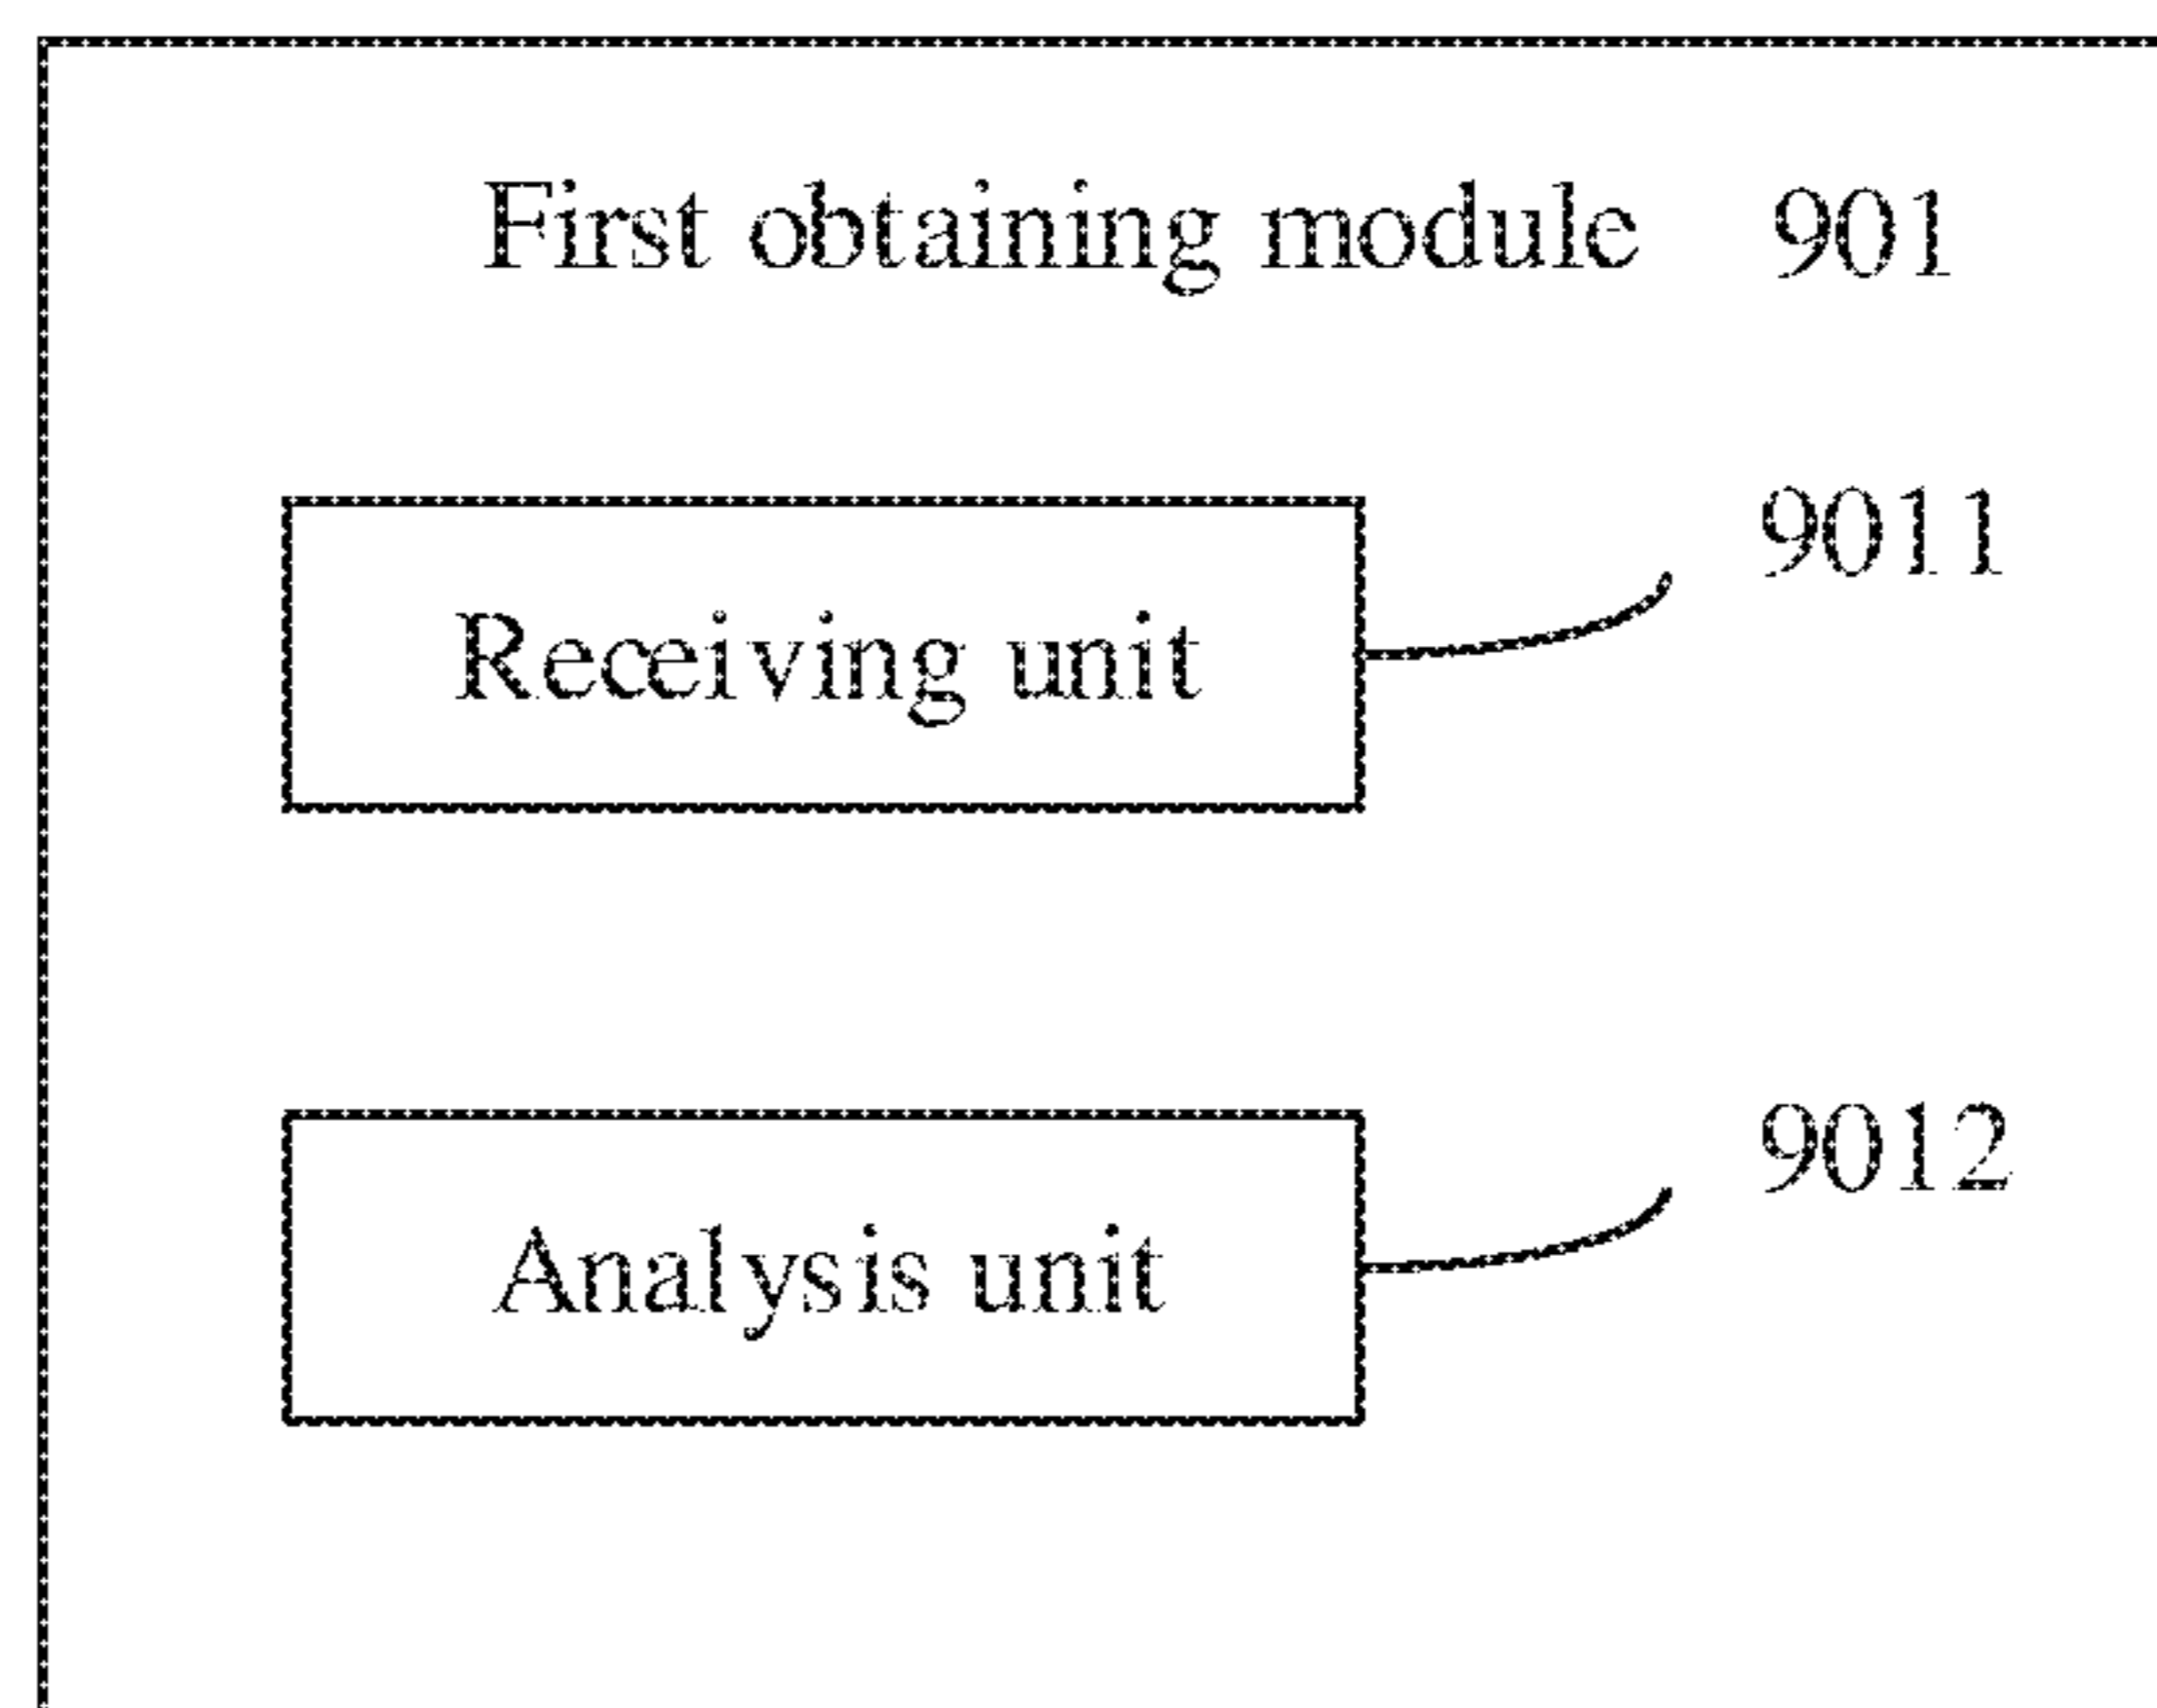 First obtaining module 901
9011
Receiving unit
9012
Analysis unit